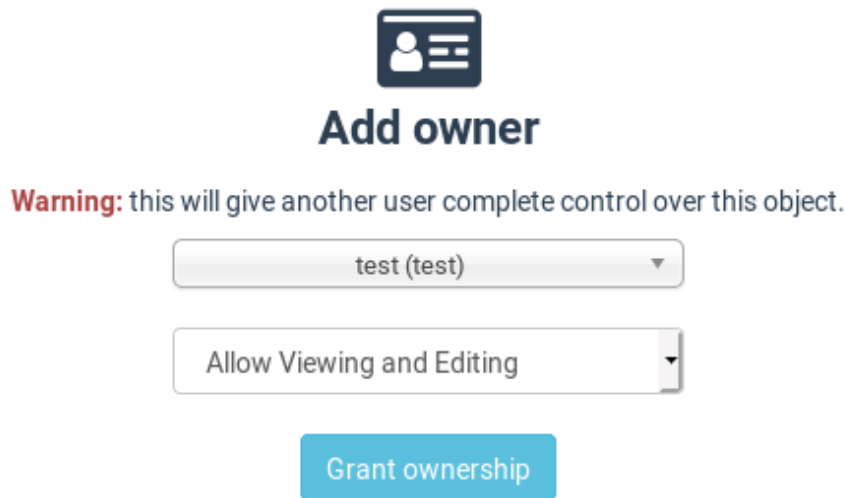 Add owner
Warning: this will give another user complete control over this object.
test (test)
Allow Viewing and Editing
Grant ownership